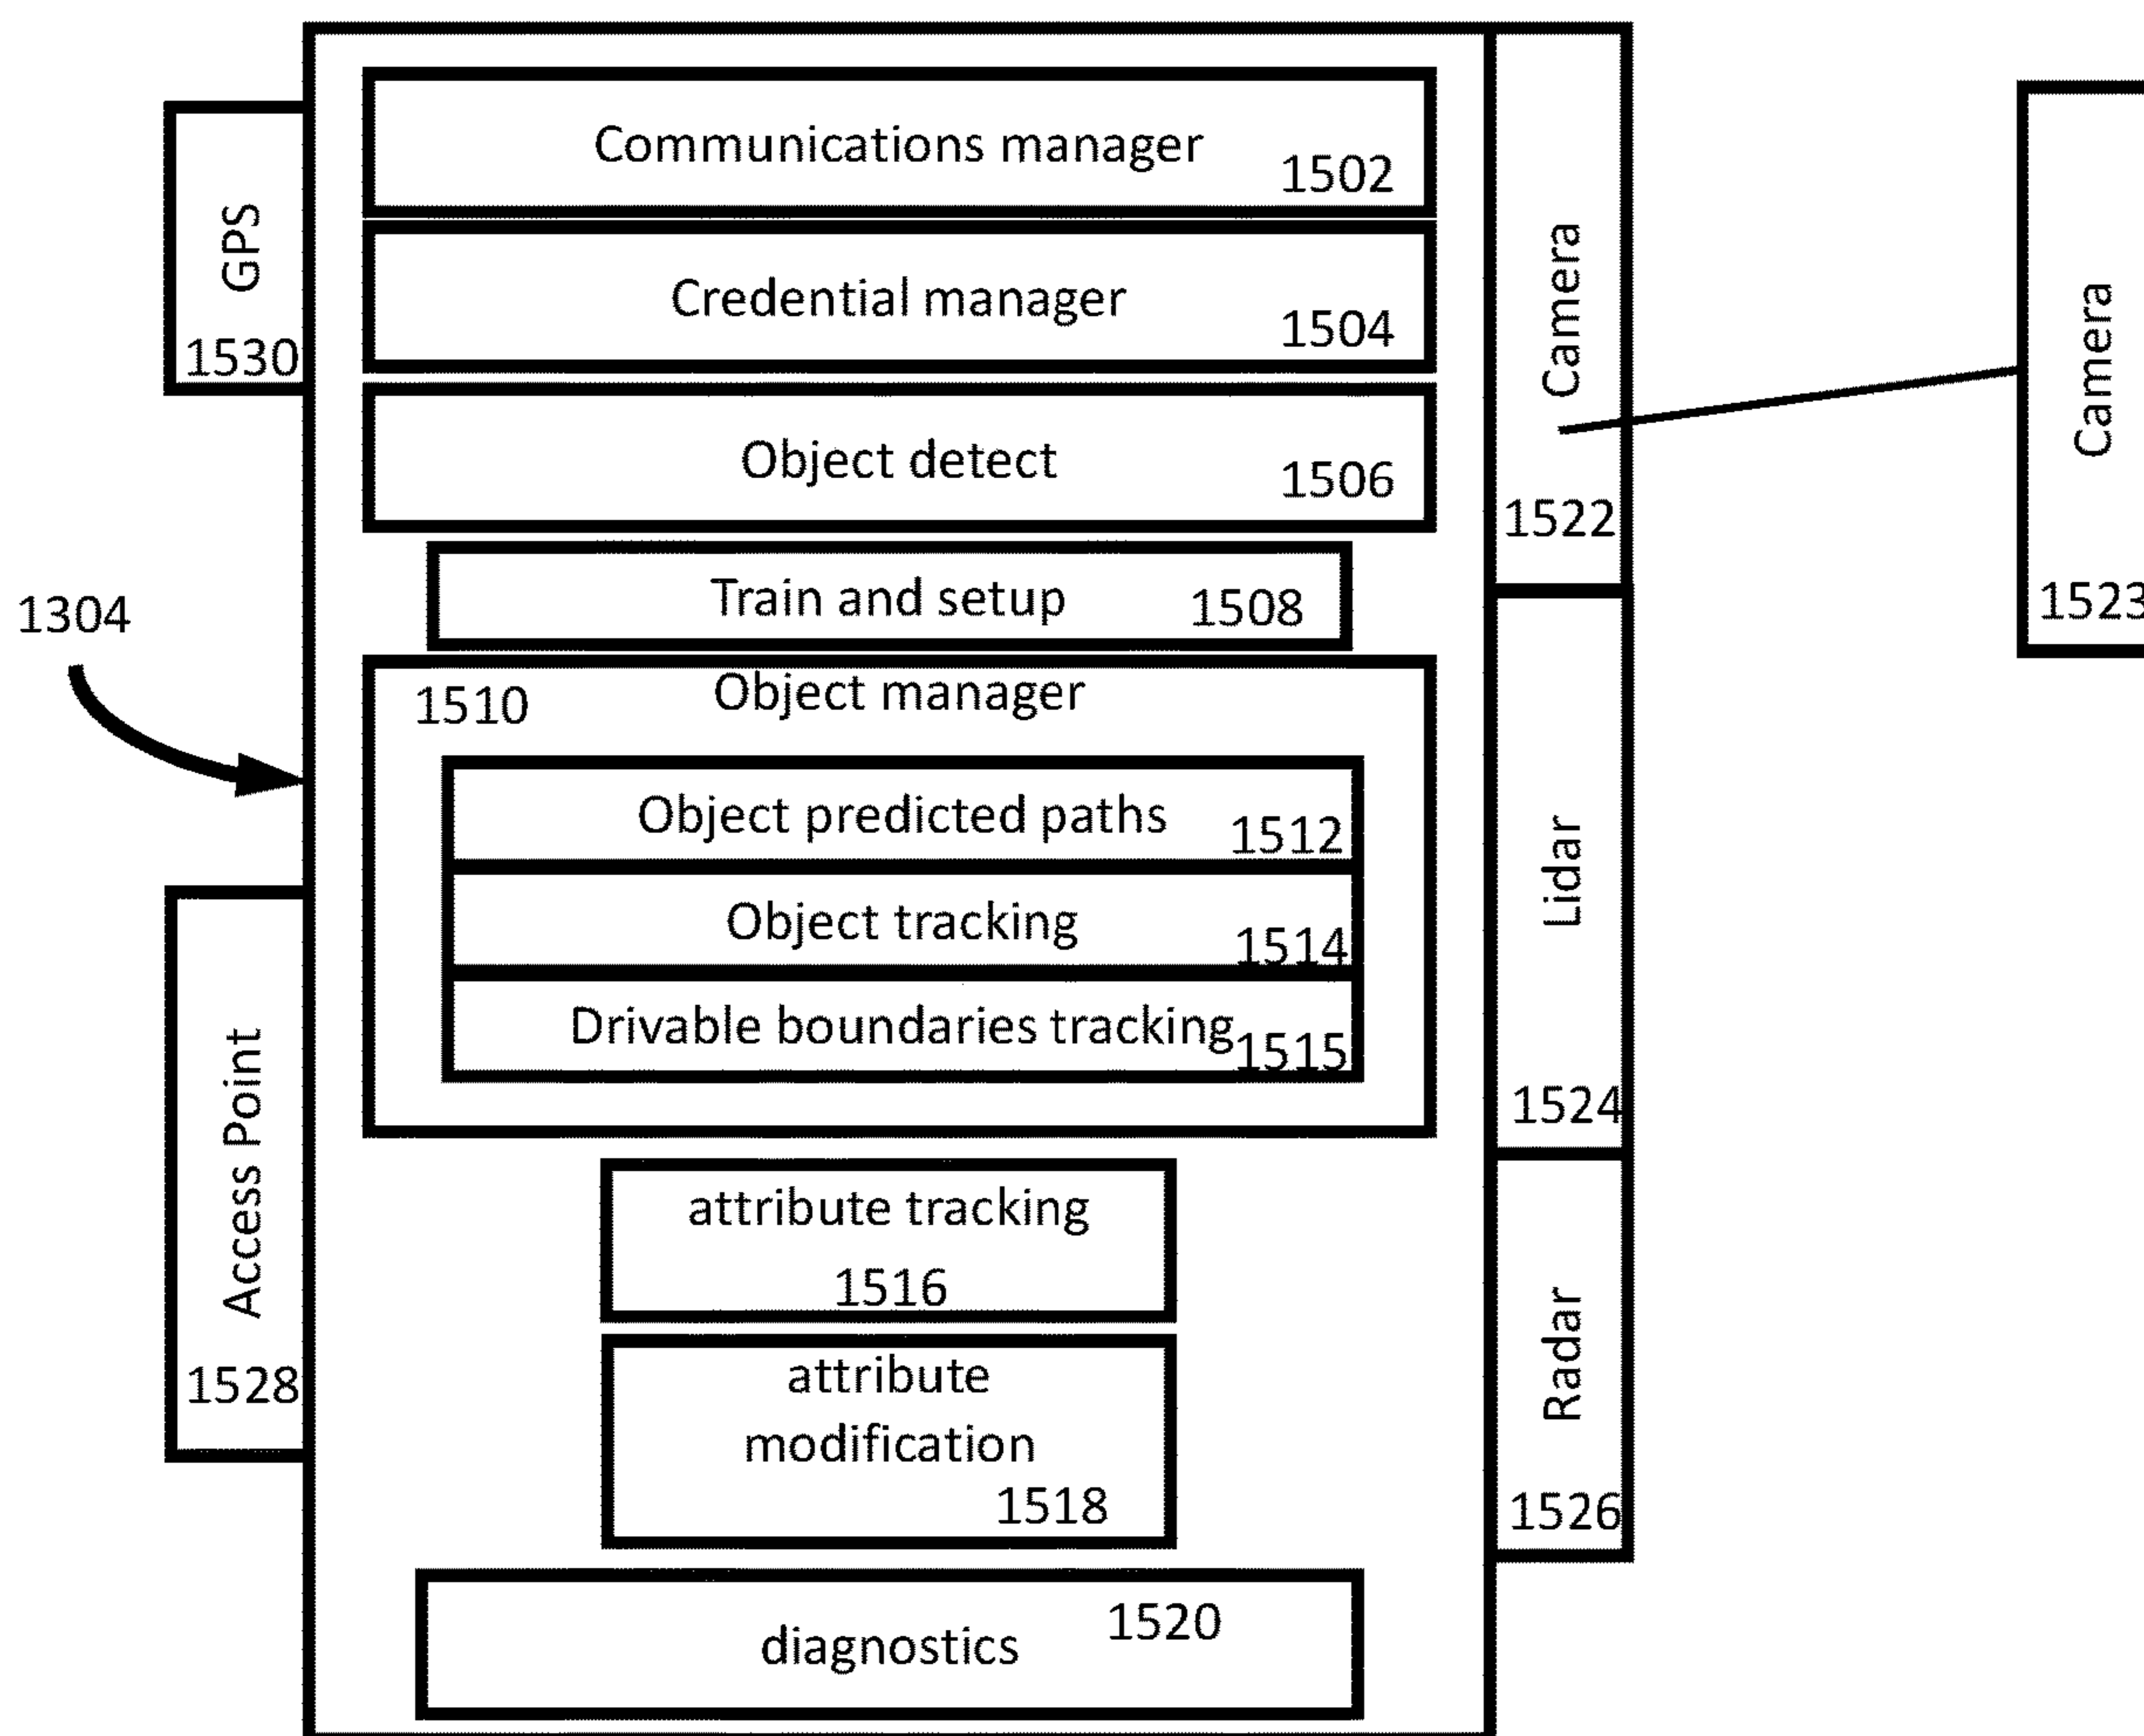 Communications manager
1502
Credential manager
1504
Object detect
1506
Train and setup
1508
1510
Object manager
Object predicted paths
1512
Object tracking
1514
Drivable boundaries tracking
1515
attribute tracking
1516
attribute
modification
1518
diagnostics
1520
GPS
1530
1304
Access Point
1528
Camera
1522
Lidar
1524
Radar
1526
Camera
1523